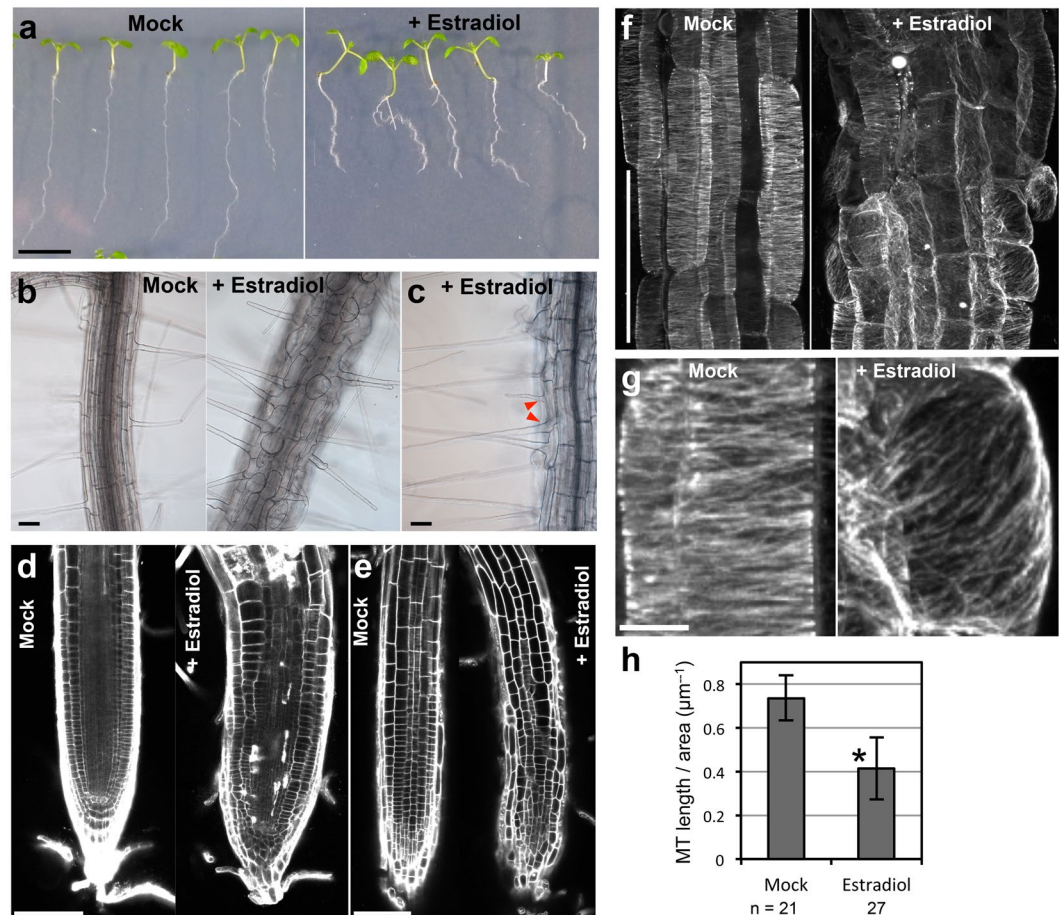 a
Mock
+ Estradiol
b
Mock
+ Estradiol
c
+ Estradiol
d
Mock
+ Estradiol
e
Mock
+ Estradiol
f
+ Estradiol
g
Mock
+ Estradiol
h
MT length / area (μm⁻¹)
0.8
0.6
0.4
0.2
0
*
Mock
Estradiol
n = 21
27